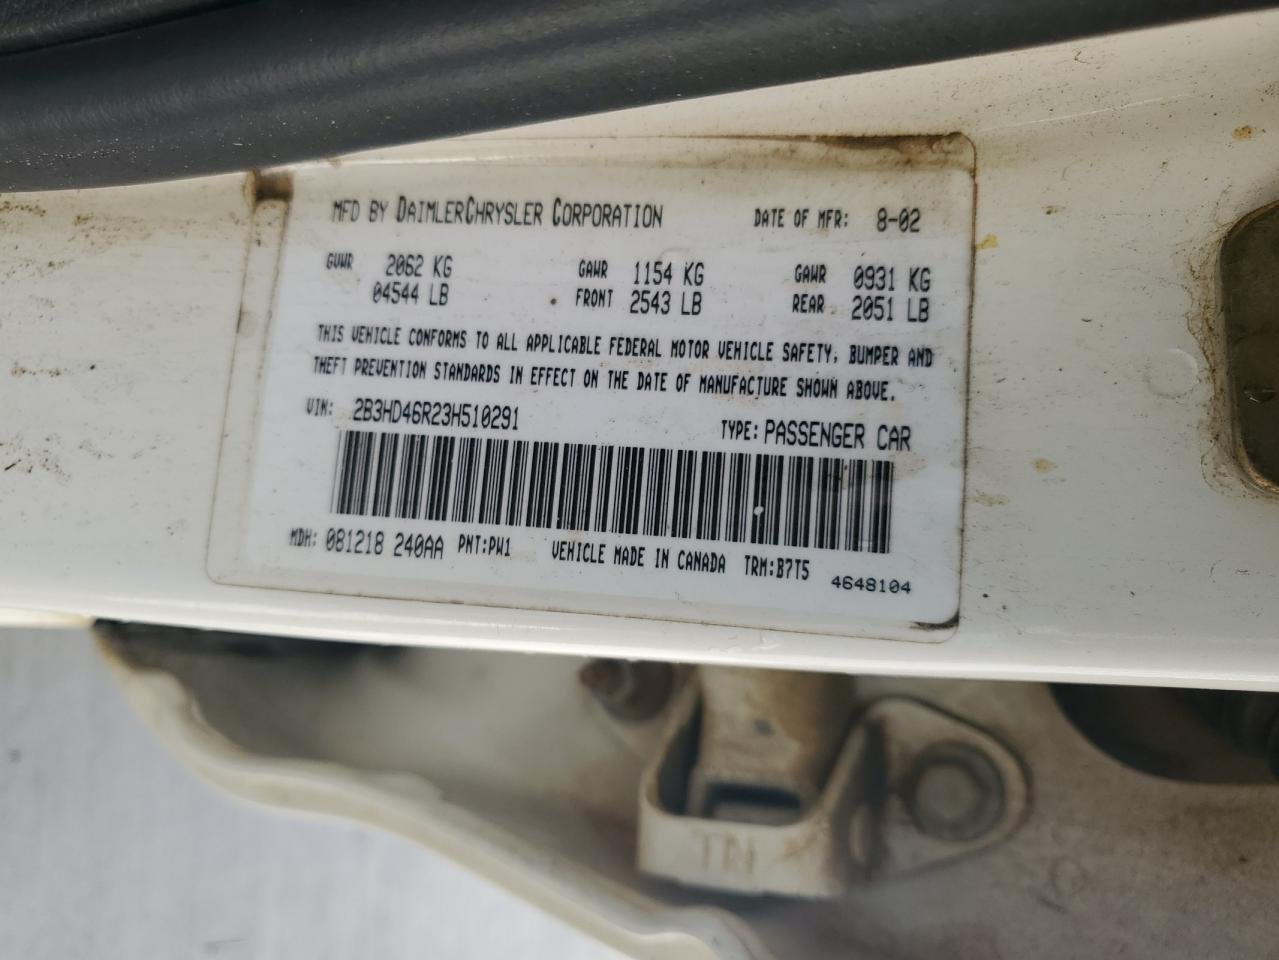 MFD BY DAIMLERCHRYSLER CORPORATION DATE OF MFR: 8-02
GVWR 2062 KG GAWR 1154 KG GAWR 0931 KG
04544 LB FRONT 2543 LB REAR 2051 LB
THIS VEHICLE CONFORMS TO ALL APPLICABLE FEDERAL MOTOR VEHICLE SAFETY, BUMPER AND
THEFT PREVENTION STANDARDS IN EFFECT ON THE DATE OF MANUFACTURE SHOWN ABOVE.
VIN: 2B3HD46R23H510291 TYPE: PASSENGER CAR
MDH: 081218 240AA PNT:PW1 VEHICLE MADE IN CANADA TRM:B7T5 4648104